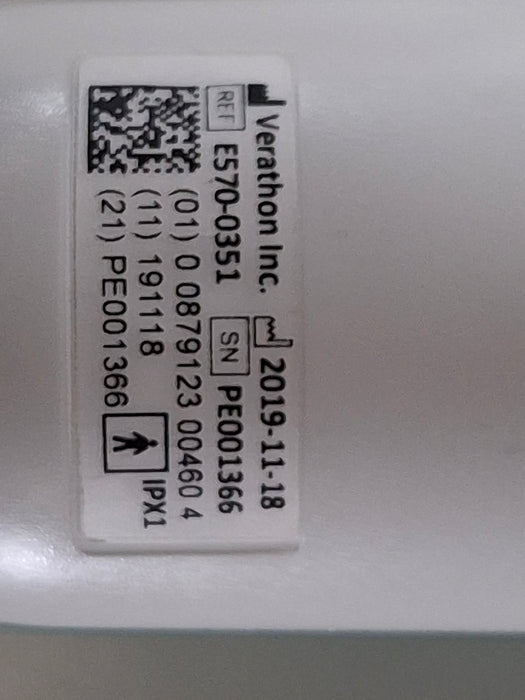 Verathon Inc. 2019-11-18
REF E570-0351 SN PE001366
(01) 0 0879123 00460 4
(11) 191118
(21) PE001366
IPX1